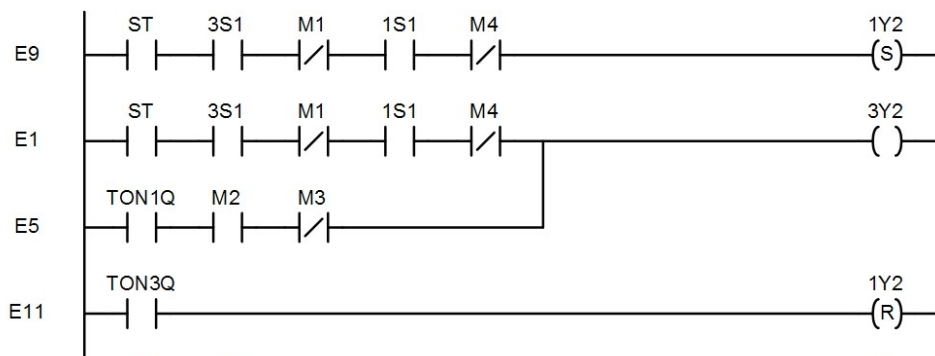 ST 3S1 M1 1S1 M4 1Y2
E9 S
ST 3S1 M1 1S1 M4 3Y2
E1
TON1Q M2 M3
E5
TON3Q 1Y2
E11 R